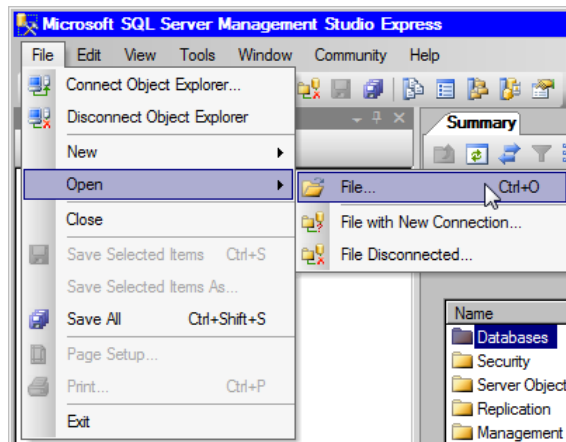 Microsoft SQL Server Management Studio Express
File Edit View Tools Window Community Help
Connect Object Explorer...
Disconnect Object Explorer
Summary
New
Open
File... Ctrl+O
Close
File with New Connection...
Save Selected Items Ctrl+S
File Disconnected...
Save Selected Items As...
Save All Ctrl+Shift+S
Name
Databases
Page Setup...
Security
Print... Ctrl+P
Server Object
Replication
Exit
Management